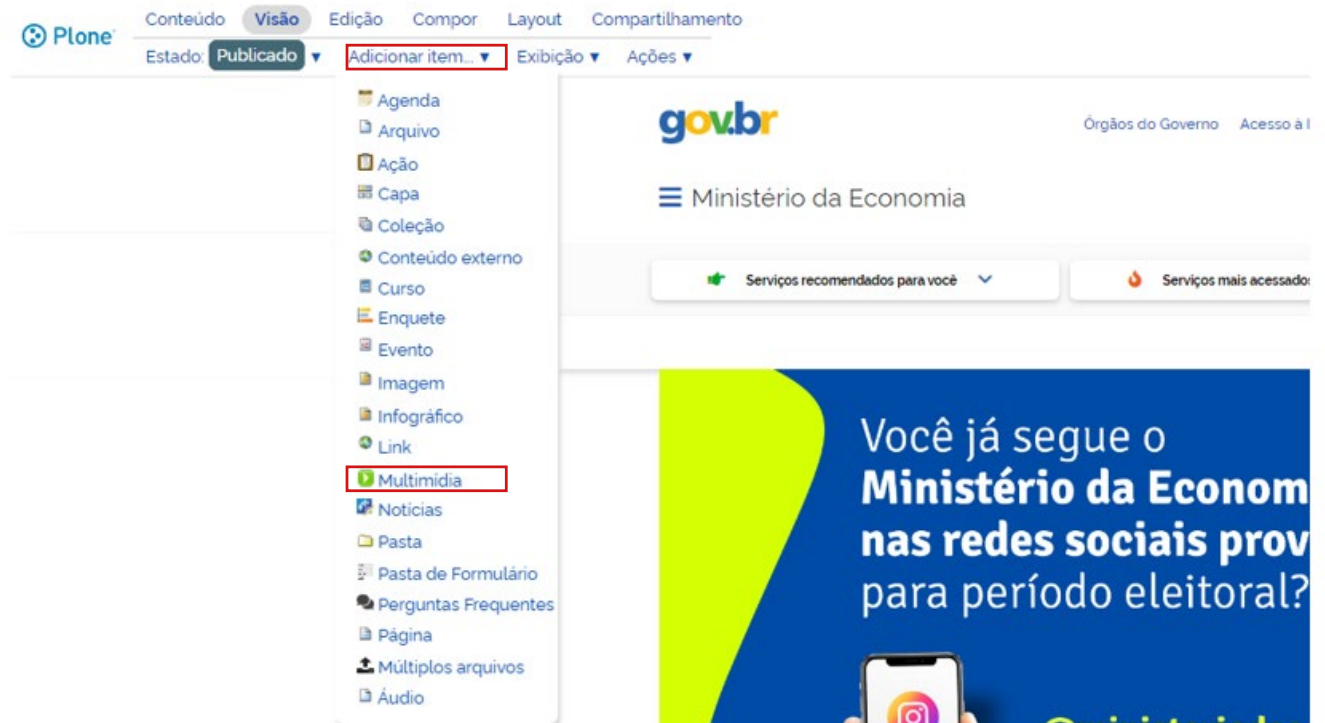 Plone
Conteúdo Visão Edição Compor Layout Compartilhamento
Estado: Publicado ▼ Adicionar item... ▼ Exibição ▼ Ações ▼
Agenda
Arquivo
Ação
Capa
Coleção
Conteúdo externo
Curso
Enquete
Evento
Imagem
Infográfico
Link
Multimídia
Notícias
Pasta
Pasta de Formulário
Perguntas Frequentes
Página
Múltiplos arquivos
Áudio
gov.br
Órgãos do Governo Acesso à
Ministério da Economia
Serviços recomendados para você
Serviços mais acessados
Você já segue o
Ministério da Econom
nas redes sociais prov
para período eleitoral?